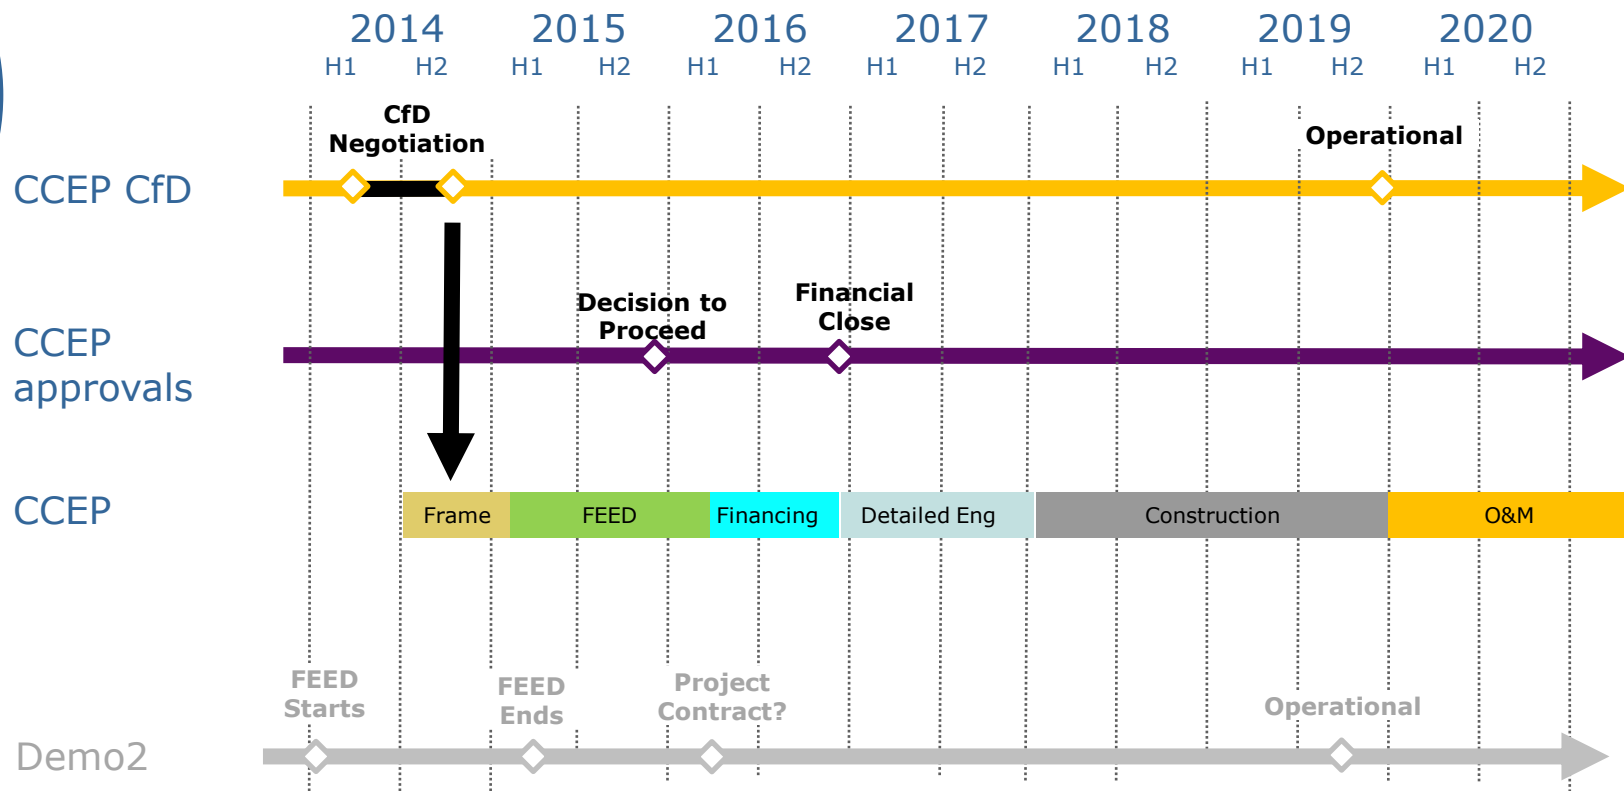 2014 2015 2016 2017 2018 2019 2020
H1 H2 H1 H2 H1 H2 H1 H2 H1 H2 H1 H2 H1 H2
CfD
Negotiation
Operational
CCEP CfD
Decision to
Proceed
Financial
Close
CCEP
approvals
CCEP
Frame FEED Financing Detailed Eng Construction O&M
FEED
Starts
FEED
Ends
Project
Contract?
Operational
Demo2